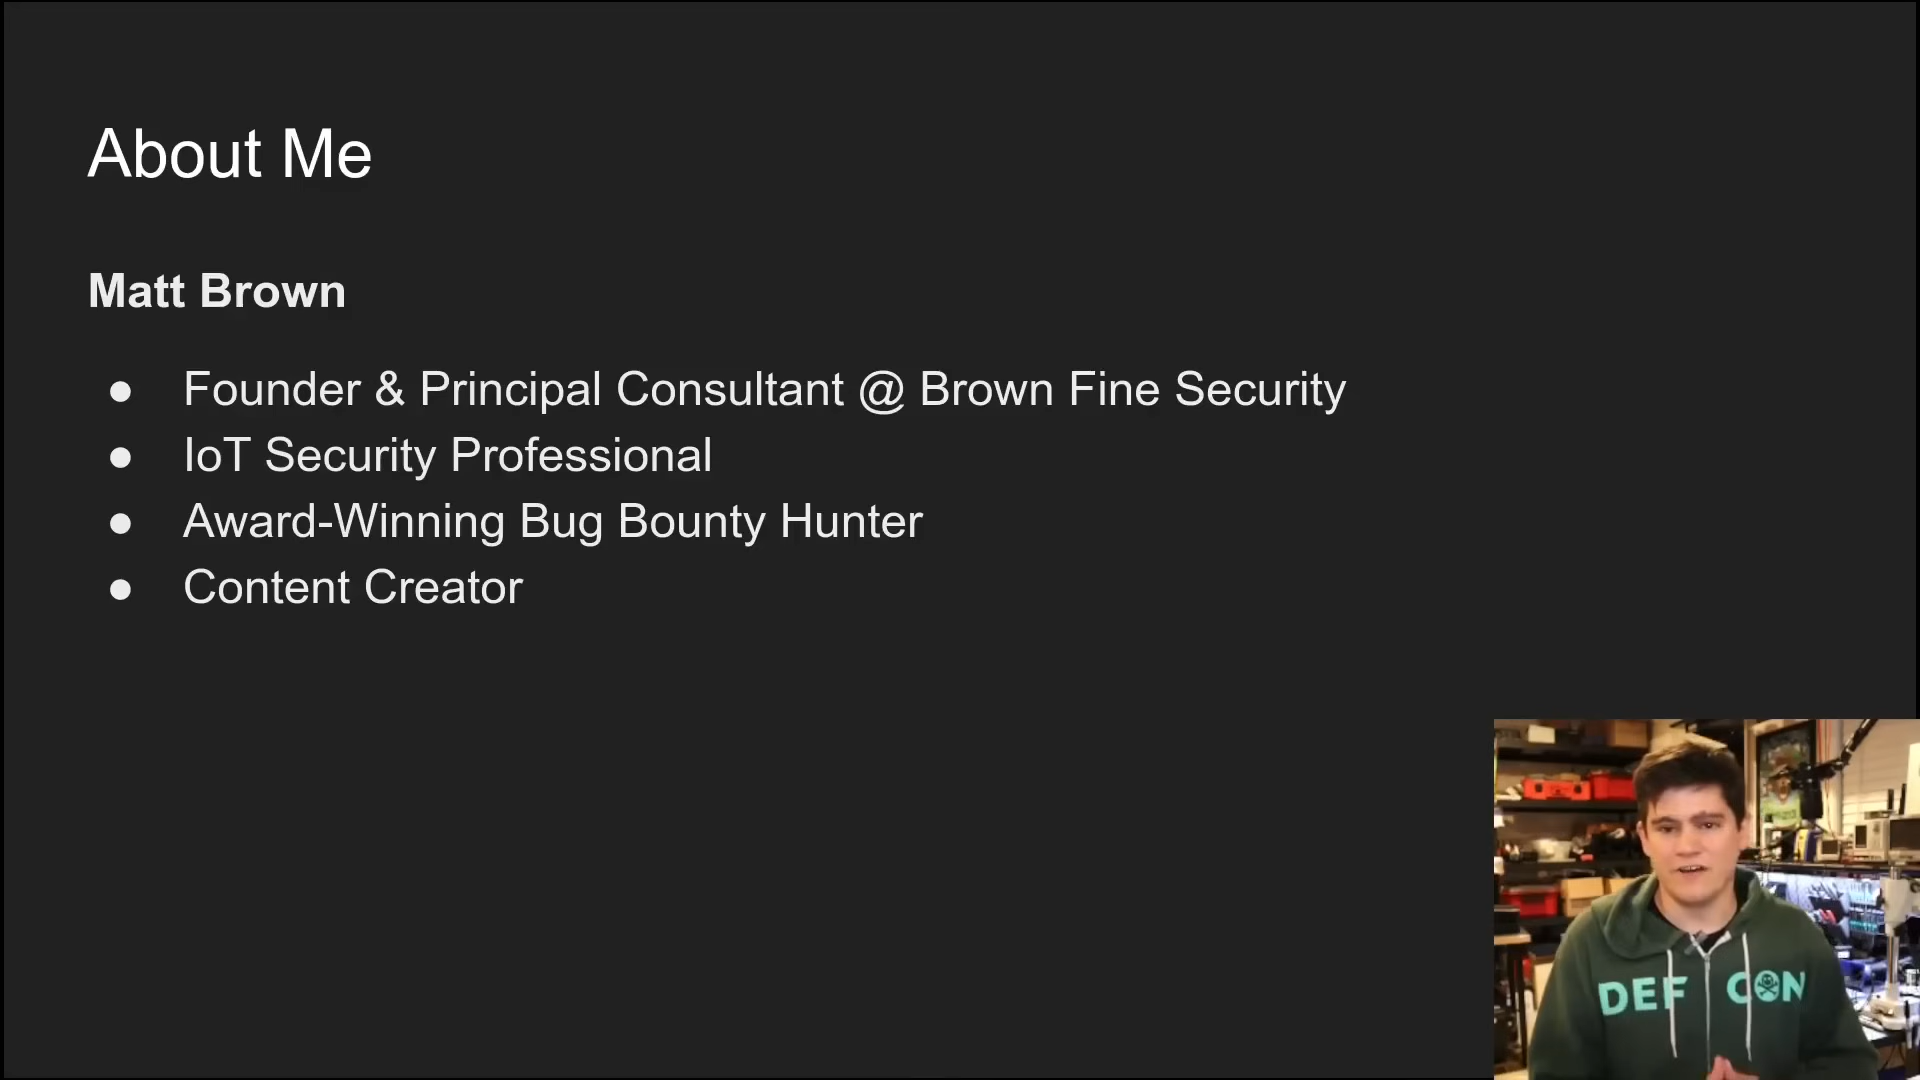 About Me
Matt Brown
● Founder & Principal Consultant @ Brown Fine Security
● IoT Security Professional
● Award-Winning Bug Bounty Hunter
● Content Creator
DEF CON